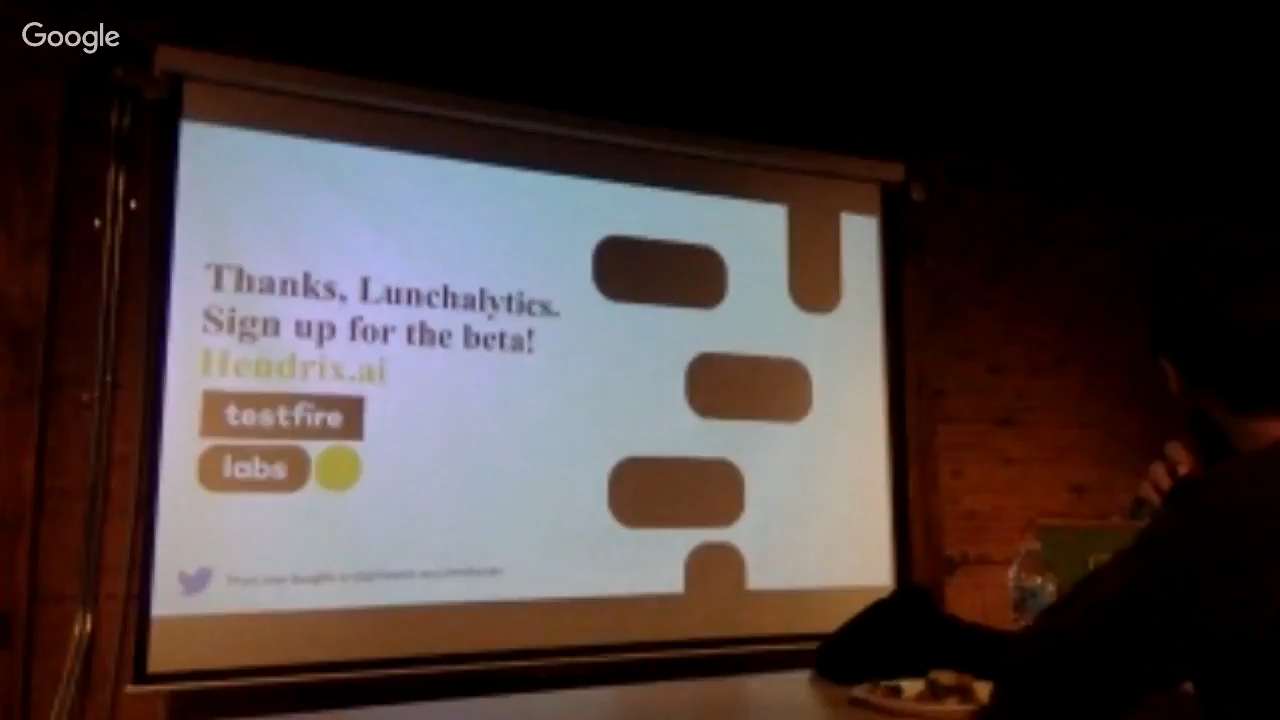 Google
Thanks, Lunchalytics.
Sign up for the beta!
Hendrix.ai
testfire
labs